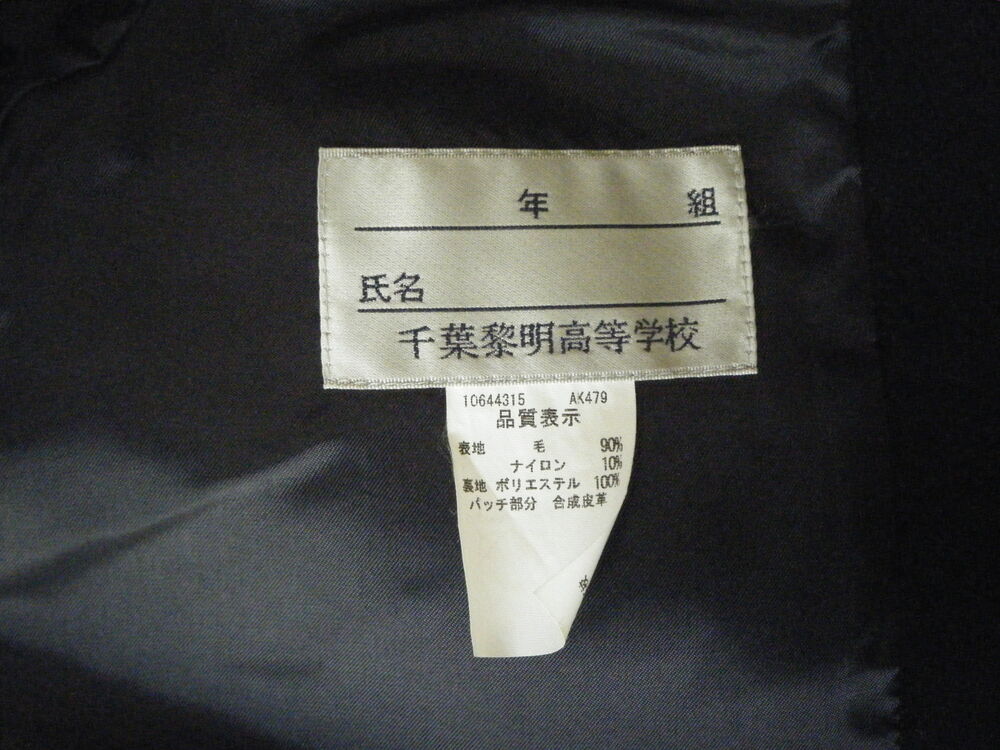 年 組
氏名
千葉黎明高等学校
10644315 AK479
品質表示
表地 毛 90%
ナイロン 10%
裏地 ポリエステル 100%
パッチ部分 合成皮革